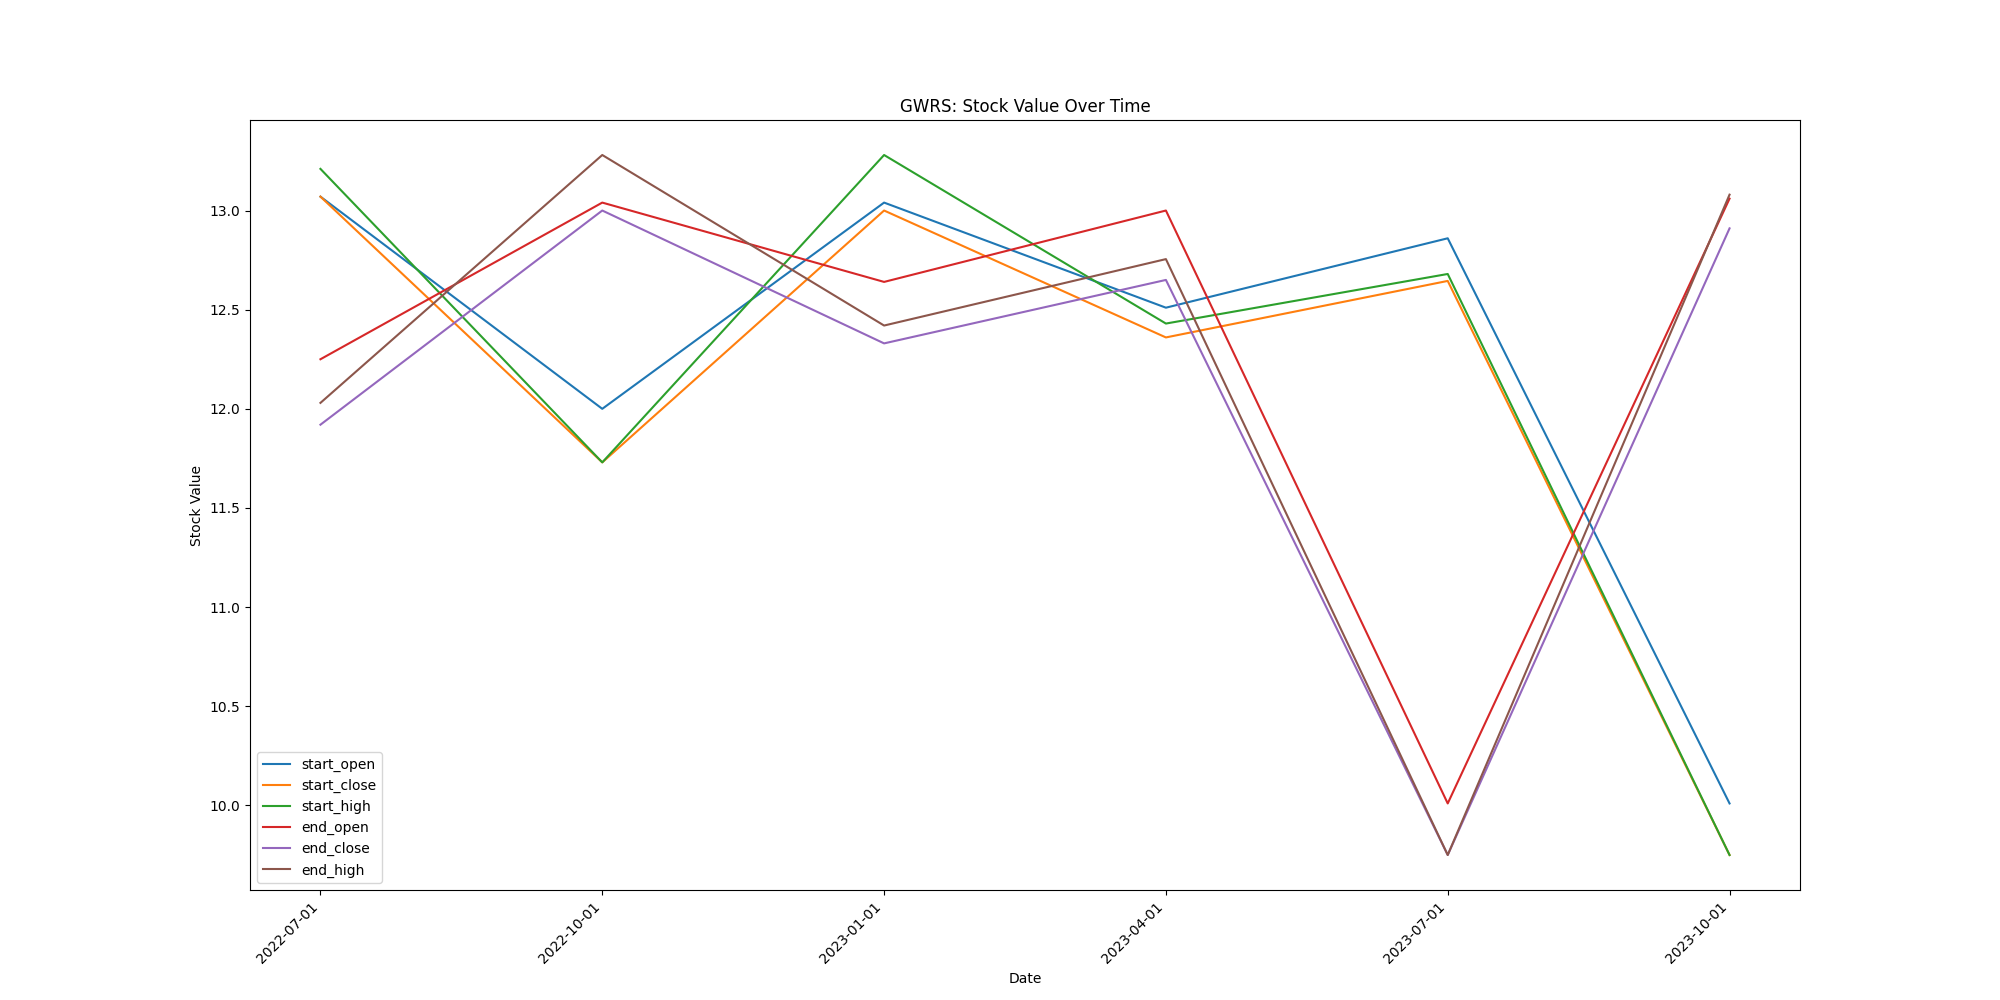 GWRS: Stock Value Over Time
Stock Value
13.0
12.5
12.0
11.5
11.0
10.5
10.0
start_open
start_close
start_high
end_open
end_close
end_high
2022-07-01
2022-10-01
2023-01-01
2023-04-01
2023-07-01
2023-10-01
Date